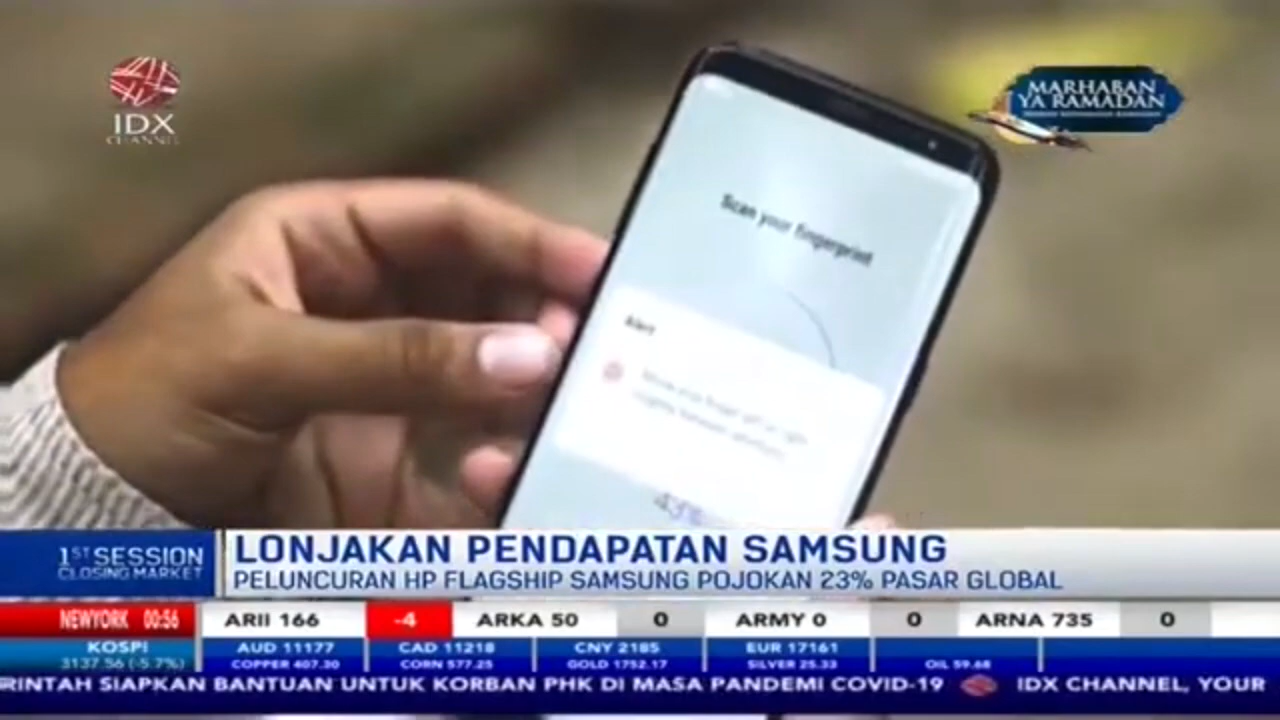 IDX
CHANNEL
MARHABAN
YA RAMADAN
Scan your fingerprint
Alert
43%
1ST SESSION
CLOSING MARKET
LONJAKAN PENDAPATAN SAMSUNG
PELUNCURAN HP FLAGSHIP SAMSUNG POJOKAN 23% PASAR GLOBAL
NEWYORK 00:56 ARII 166 -4 ARKA 50 0 ARMY 0 0 ARNA 735 0
KOSPI AUD 11177 CAD 11218 CNY 2185 EUR 17161
3137.56 (-5.7%) COPPER 407.30 CORN 577.25 GOLD 1752.17 SILVER 25.33 OIL 59.68
RINTAH SIAPKAN BANTUAN UNTUK KORBAN PHK DI MASA PANDEMI COVID-19 IDX CHANNEL, YOUR